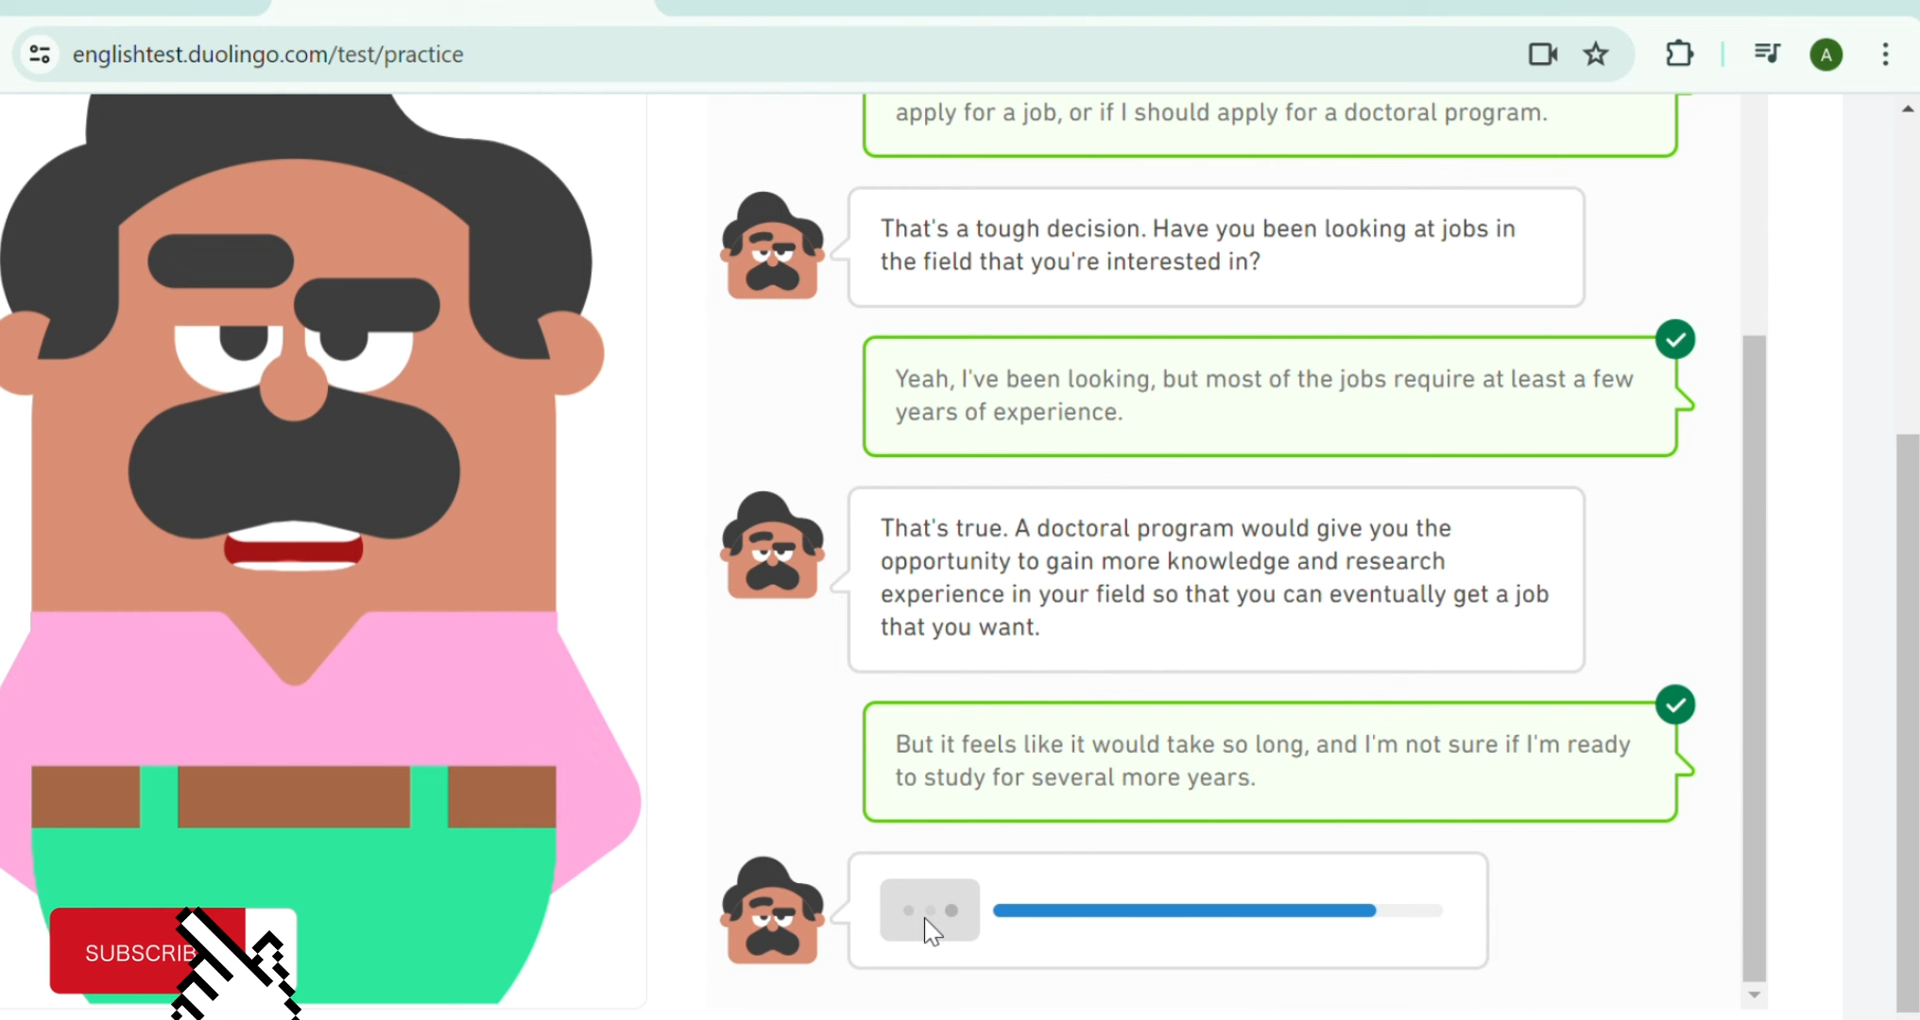 englishtest.duolingo.com/test/practice
A
apply for a job, or if I should apply for a doctoral program.
That's a tough decision. Have you been looking at jobs in
the field that you're interested in?
Yeah, I've been looking, but most of the jobs require at least a few
years of experience.
That's true. A doctoral program would give you the
opportunity to gain more knowledge and research
experience in your field so that you can eventually get a job
that you want.
But it feels like it would take so long, and I'm not sure if I'm ready
to study for several more years.
SUBSCRIB